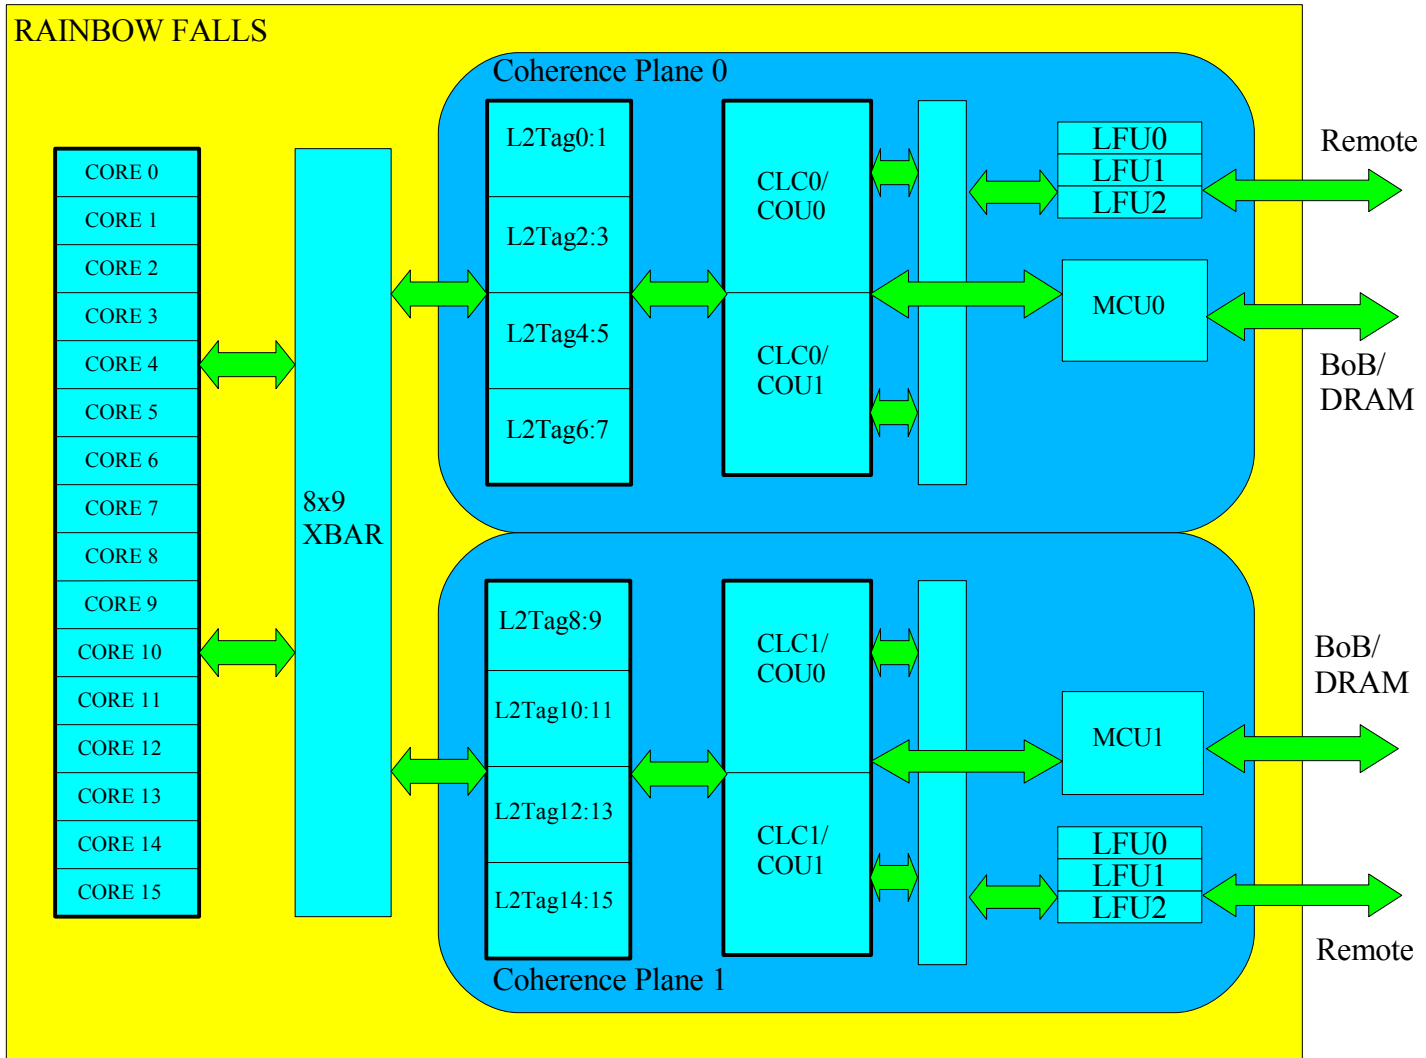 RAINBOW FALLS
CORE 0
CORE 1
CORE 2
CORE 3
CORE 4
CORE 5
CORE 6
CORE 7
CORE 8
CORE 9
CORE 10
CORE 11
CORE 12
CORE 13
CORE 14
CORE 15
8x9
XBAR
Coherence Plane 0
L2Tag0:1
L2Tag2:3
L2Tag4:5
L2Tag6:7
CLC0/
COU0
CLC0/
COU1
LFU0
LFU1
LFU2
MCU0
Remote
BoB/
DRAM
L2Tag8:9
L2Tag10:11
L2Tag12:13
L2Tag14:15
CLC1/
COU0
CLC1/
COU1
MCU1
LFU0
LFU1
LFU2
BoB/
DRAM
Remote
Coherence Plane 1